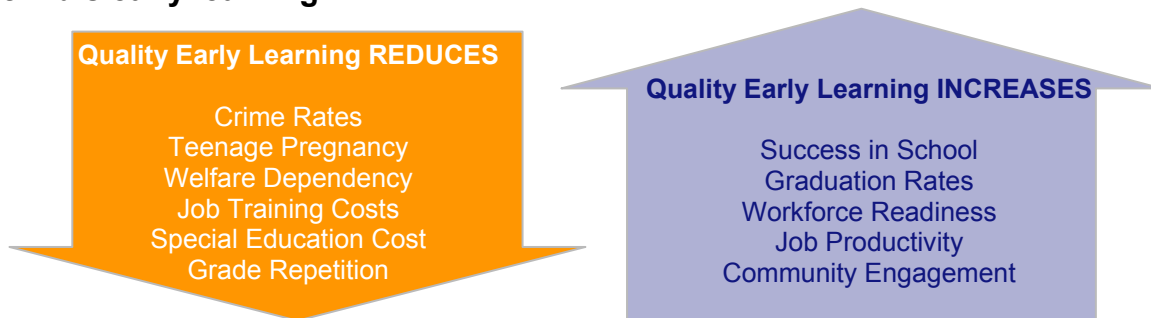 Quality Early Learning REDUCES
Crime Rates
Teenage Pregnancy
Welfare Dependency
Job Training Costs
Special Education Cost
Grade Repetition
Quality Early Learning INCREASES
Success in School
Graduation Rates
Workforce Readiness
Job Productivity
Community Engagement